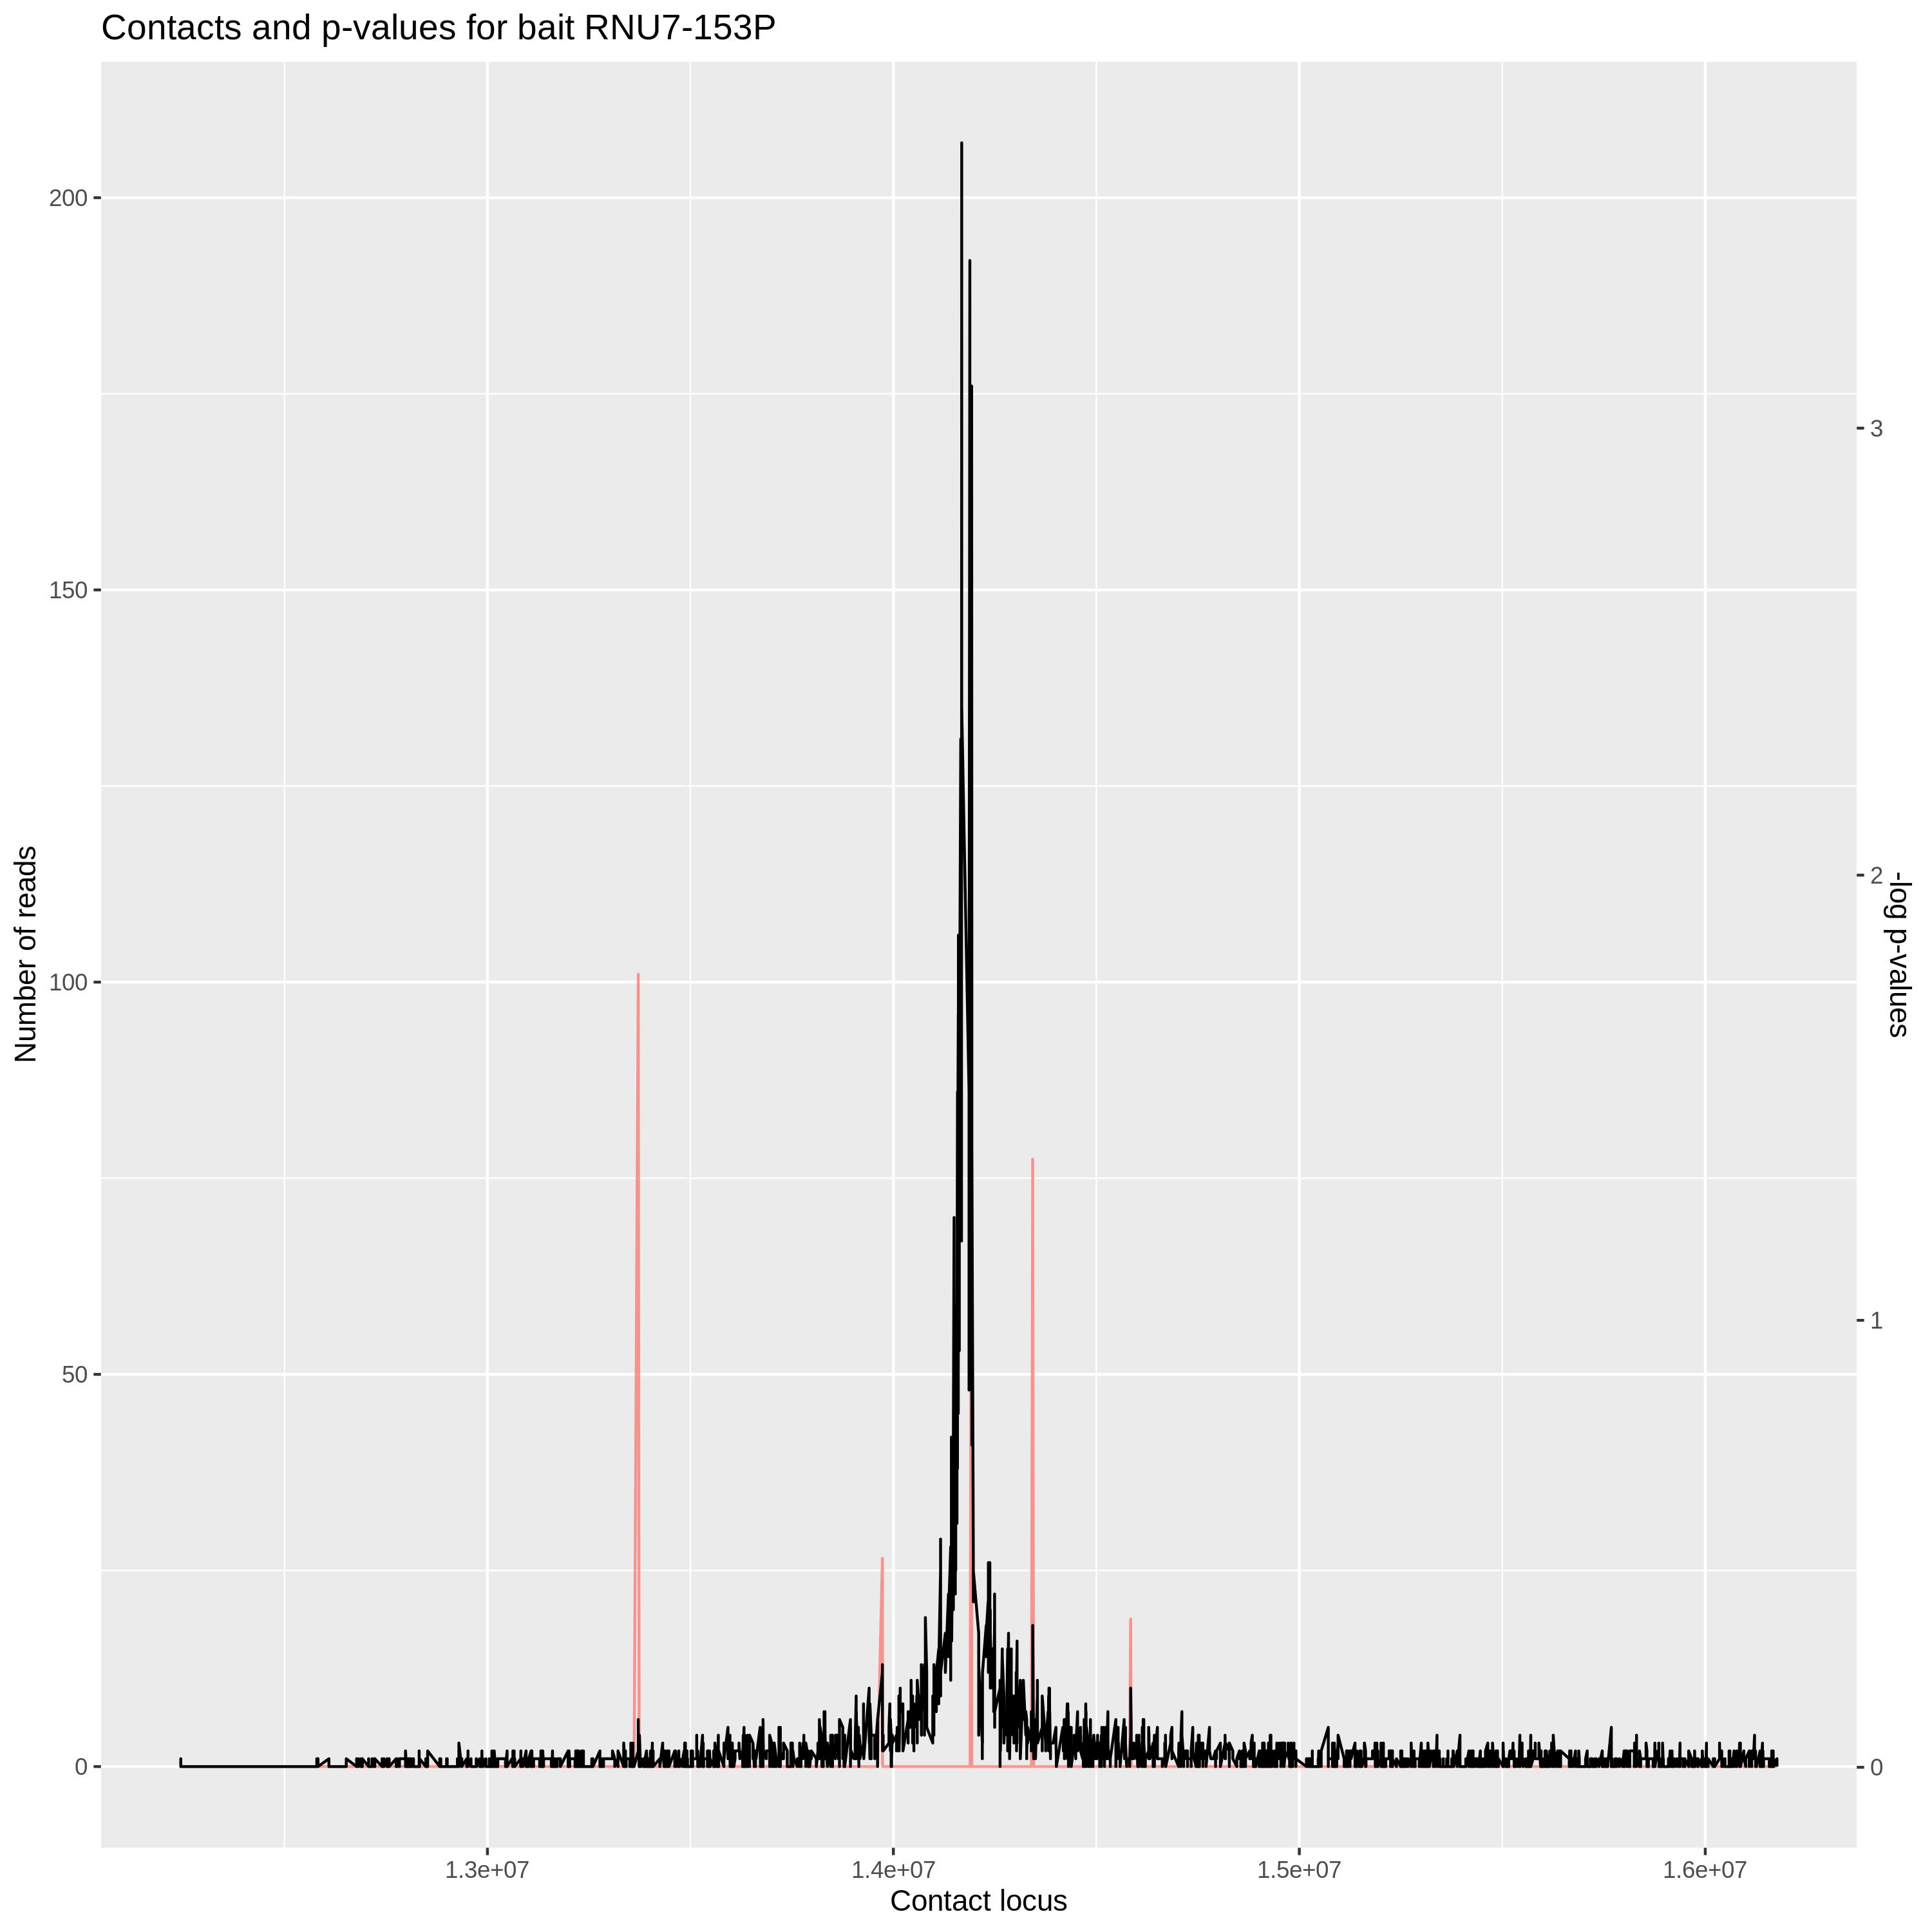 Contacts and p-values for bait RNU7-153P
200
150
100
50
0
Number of reads
3
2
1
0
-log p-values
1.3e+07
1.4e+07
1.5e+07
1.6e+07
Contact locus